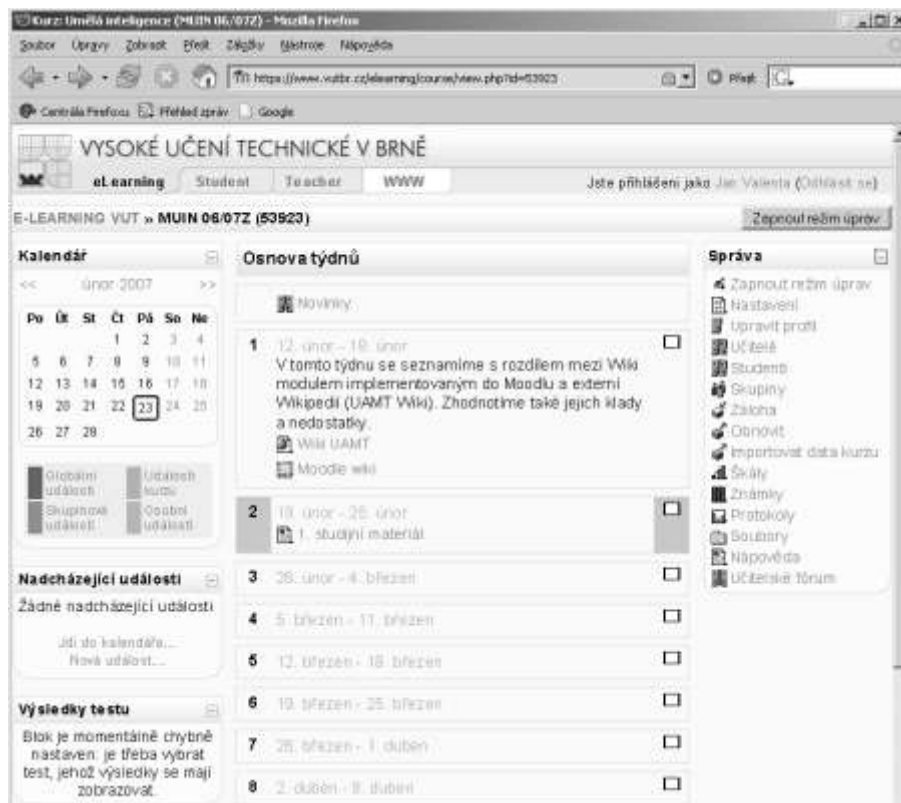 Kurz: Umělá inteligence (MUIN 06/07Z) - Mozilla Firefox
Soubor Úpravy Zobrazit Přejít Záložky Nástroje Nápověda
https://www.vutbr.cz/elearning/course/view.php?id=53923 Přejít
Centrála Firefoxu Přehled zpráv Google
VYSOKÉ UČENÍ TECHNICKÉ V BRNĚ
eLearning Student Teacher WWW
Jste přihlášeni jako Jan Valenta (Odhlásit se)
E-LEARNING VUT » MUIN 06/07Z (53923)
Zapnout režim úprav
Kalendář
<< únor 2007 >>
Po Út St Čt Pá So Ne
1 2 3 4
5 6 7 8 9 10 11
12 13 14 15 16 17 18
19 20 21 22 23 24 25
26 27 28
Globální události
Události kurzu
Skupinové události
Osobní události
Nadcházející události
Žádné nadcházející události
Jdi do kalendáře...
Nová událost...
Výsledky testu
Blok je momentálně chybně
nastaven: je třeba vybrat
test, jehož výsledky se mají
zobrazovat.
Osnova týdnů
Novinky
1 12. únor - 18. únor
V tomto týdnu se seznamíme s rozdílem mezi Wiki
modulem implementovaným do Moodlu a externí
Wikipedií (UAMT Wiki). Zhodnotíme také jejich klady
a nedostatky.
Wiki UAMT
Moodle wiki
2 19. únor - 25. únor
1. studijní materiál
3 26. únor - 4. březen
4 5. březen - 11. březen
5 12. březen - 18. březen
6 19. březen - 25. březen
7 26. březen - 1. duben
8 2. duben - 8. duben
Správa
Zapnout režim úprav
Nastavení
Upravit profil
Učitelé
Studenti
Skupiny
Záloha
Obnovit
Importovat data kurzu
Škály
Známky
Protokoly
Soubory
Nápověda
Učitelské fórum